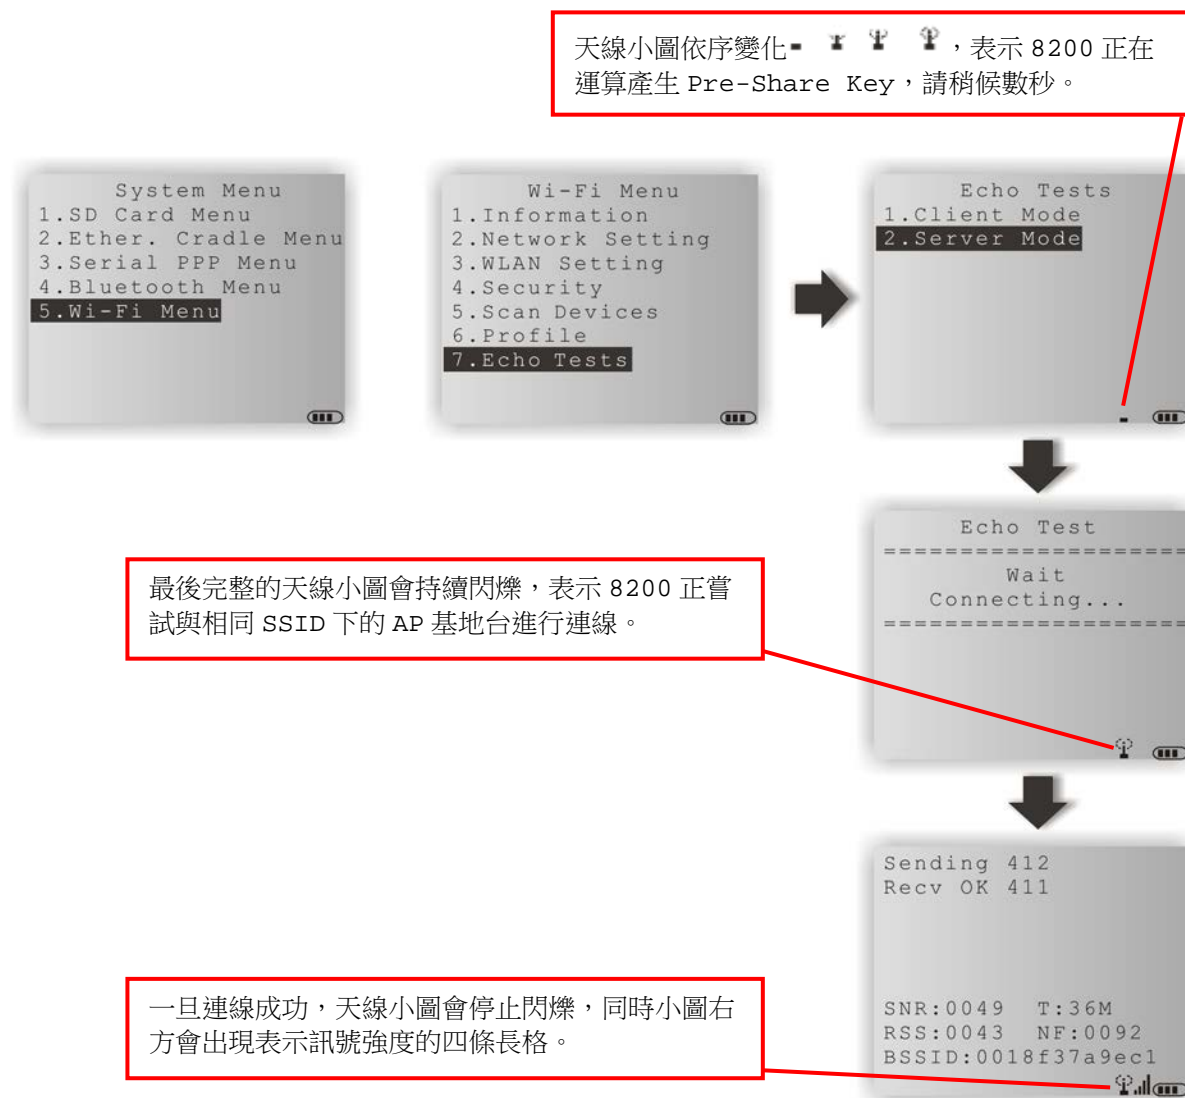 天線小圖依序變化 ，表示 8200 正在
運算產生 Pre-Share Key，請稍候數秒。
System Menu
1.SD Card Menu
2.Ether. Cradle Menu
3.Serial PPP Menu
4.Bluetooth Menu
5.Wi-Fi Menu
Wi-Fi Menu
1.Information
2.Network Setting
3.WLAN Setting
4.Security
5.Scan Devices
6.Profile
7.Echo Tests
Echo Tests
1.Client Mode
2.Server Mode
Echo Test
====================
Wait
Connecting...
====================
最後完整的天線小圖會持續閃爍，表示 8200 正嘗
試與相同 SSID 下的 AP 基地台進行連線。
Sending 412
Recv OK 411
SNR:0049 T:36M
RSS:0043 NF:0092
BSSID:0018f37a9ec1
一旦連線成功，天線小圖會停止閃爍，同時小圖右
方會出現表示訊號強度的四條長格。